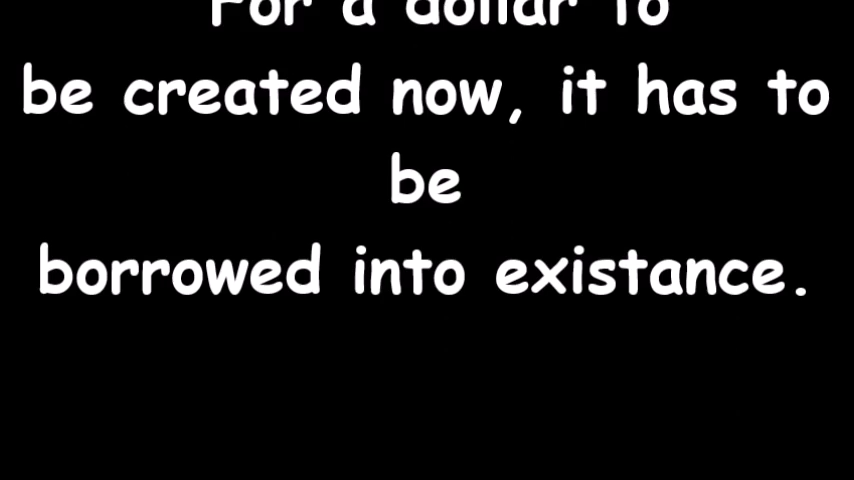 For a dollar to
be created now, it has to
be
borrowed into existance.